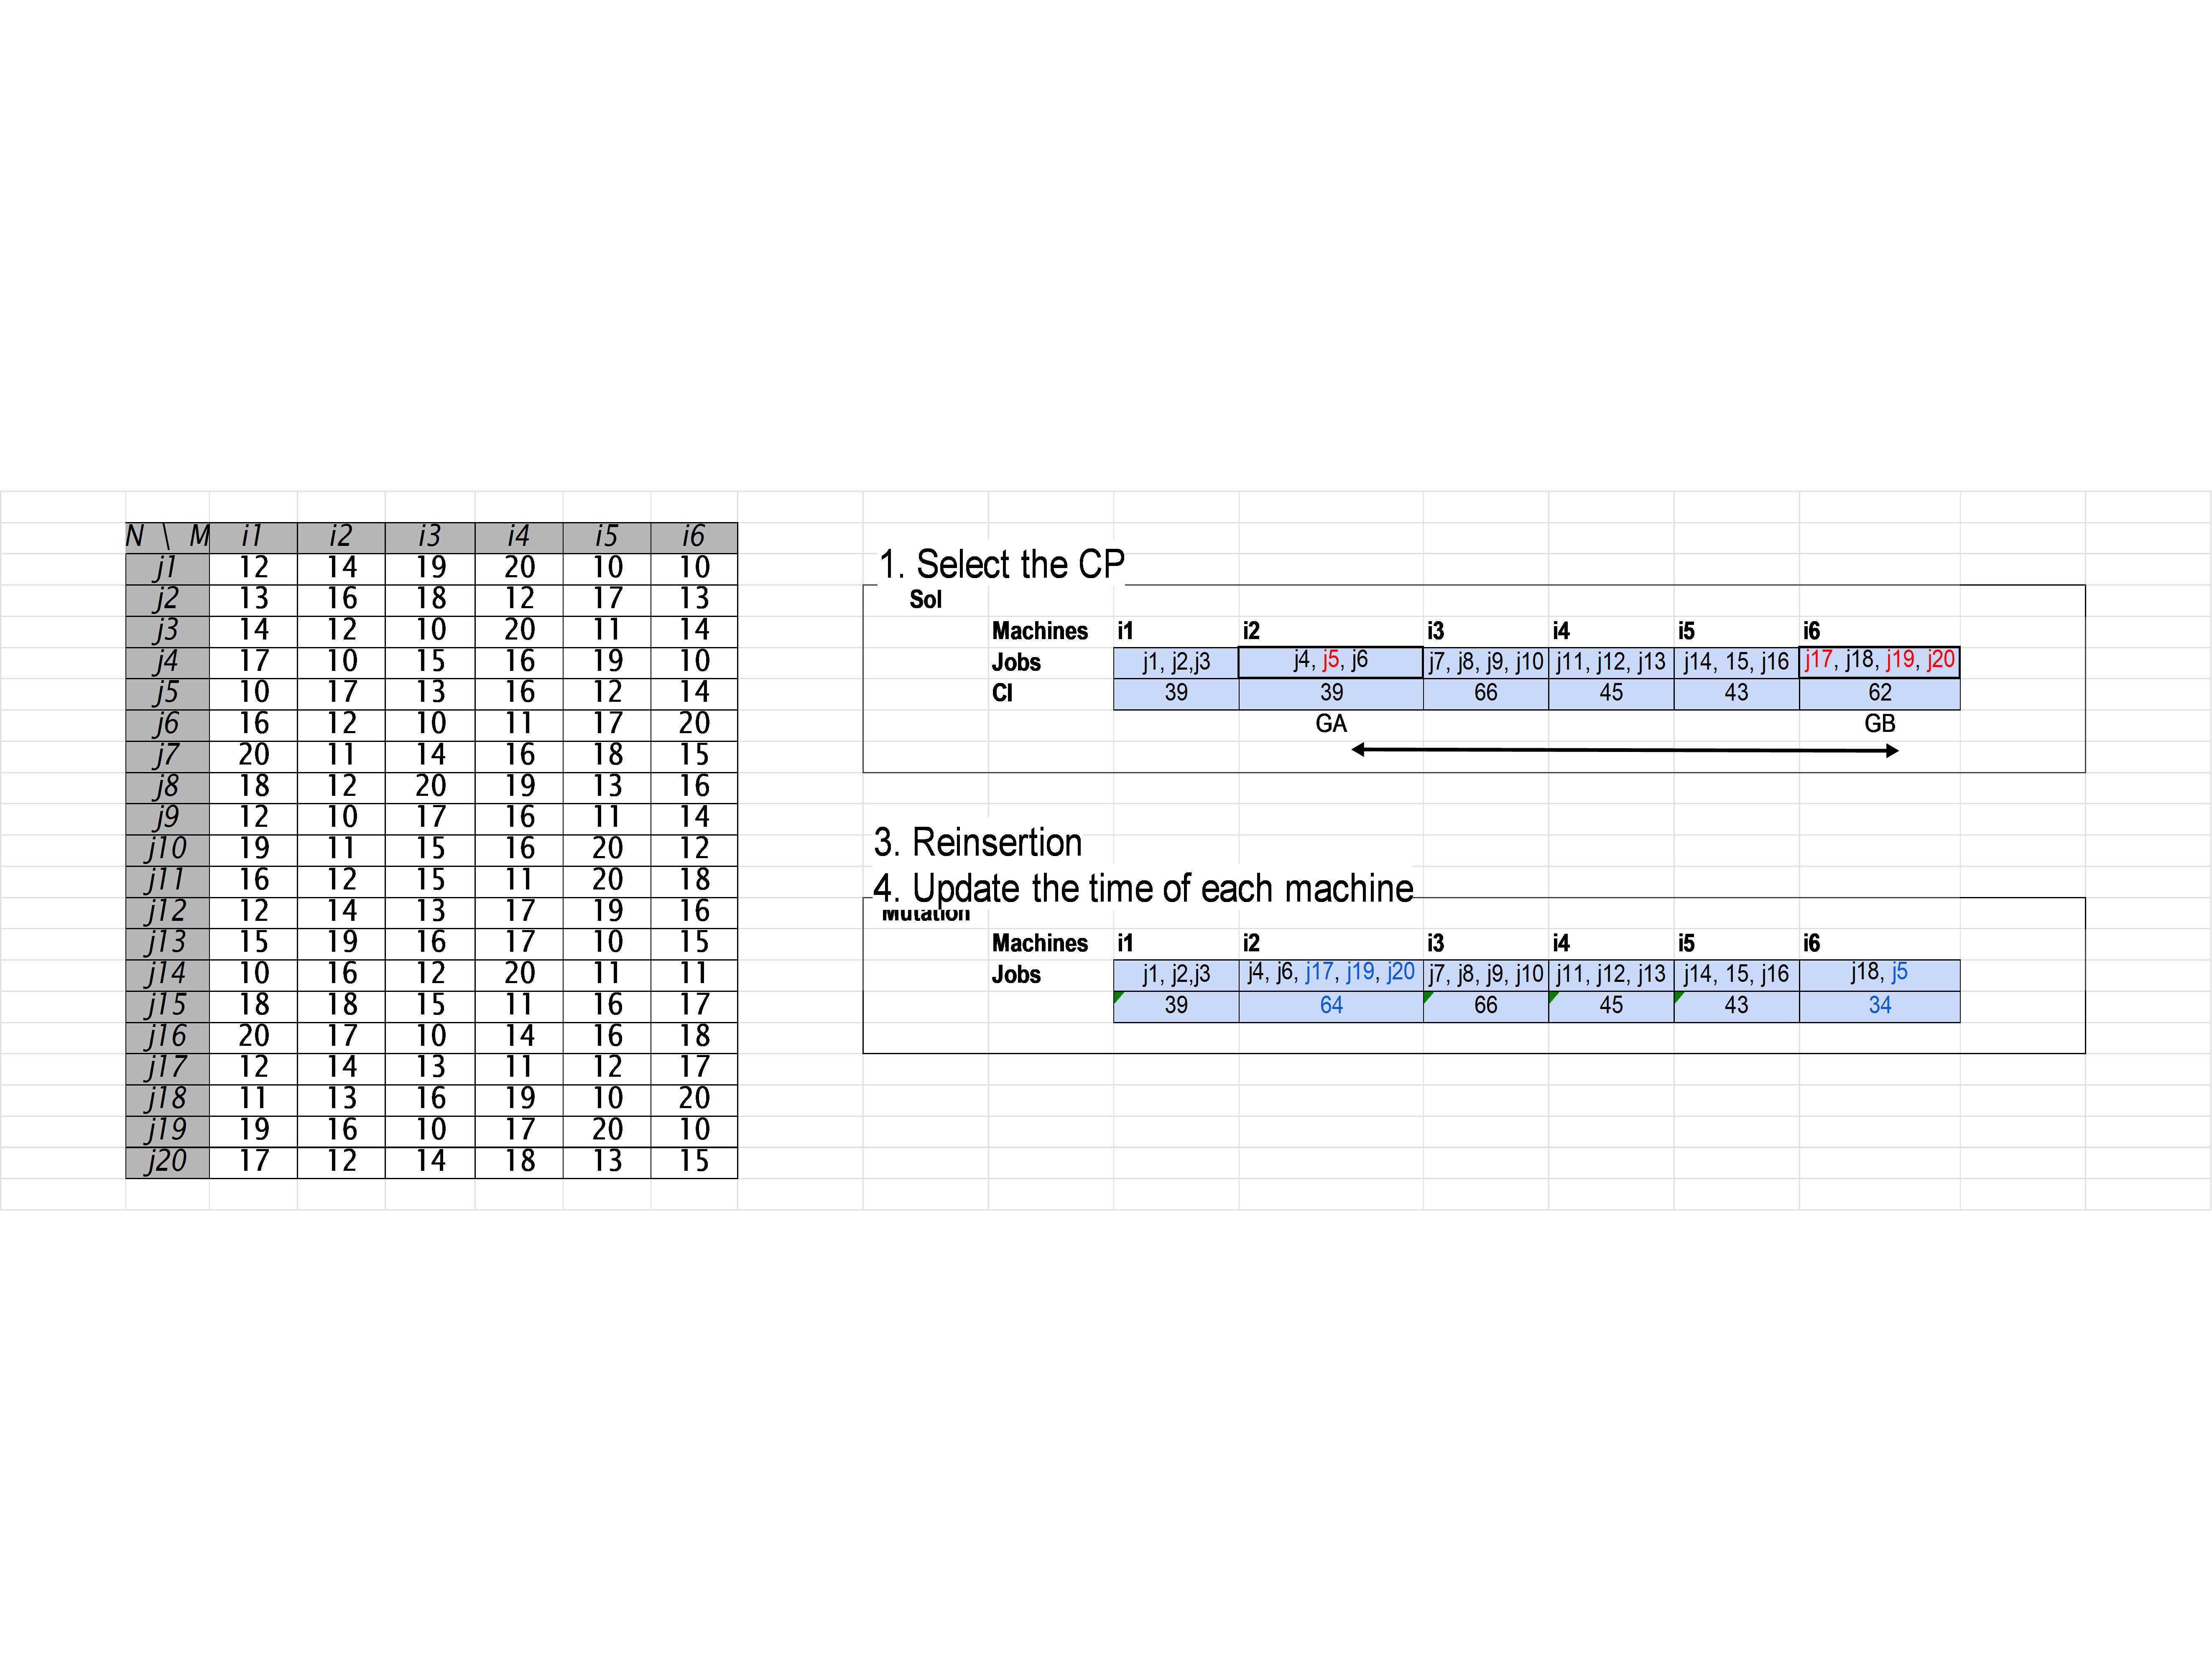 N \ M i1 i2 i3 i4 i5 i6
j1 12 14 19 20 10 10
j2 13 16 18 12 17 13
j3 14 12 10 20 11 14
j4 17 10 15 16 19 10
j5 10 17 13 16 12 14
j6 16 12 10 11 17 20
j7 20 11 14 16 18 15
j8 18 12 20 19 13 16
j9 12 10 17 16 11 14
j10 19 11 15 16 20 12
j11 16 12 15 11 20 18
j12 12 14 13 17 19 16
j13 15 19 16 17 10 15
j14 10 16 12 20 11 11
j15 18 18 15 11 16 17
j16 20 17 10 14 16 18
j17 12 14 13 11 12 17
j18 11 13 16 19 10 20
j19 19 16 10 17 20 10
j20 17 12 14 18 13 15
1. Select the CP
Sol
Machines i1 i2 i3 i4 i5 i6
Jobs j1, j2,j3 j4, j5, j6 j7, j8, j9, j10 j11, j12, j13 j14, 15, j16 j17, j18, j19, j20
CI 39 39 66 45 43 62
GA GB
3. Reinsertion
4. Update the time of each machine
Mutation
Machines i1 i2 i3 i4 i5 i6
Jobs j1, j2,j3 j4, j6, j17, j19, j20 j7, j8, j9, j10 j11, j12, j13 j14, 15, j16 j18, j5
39 64 66 45 43 34